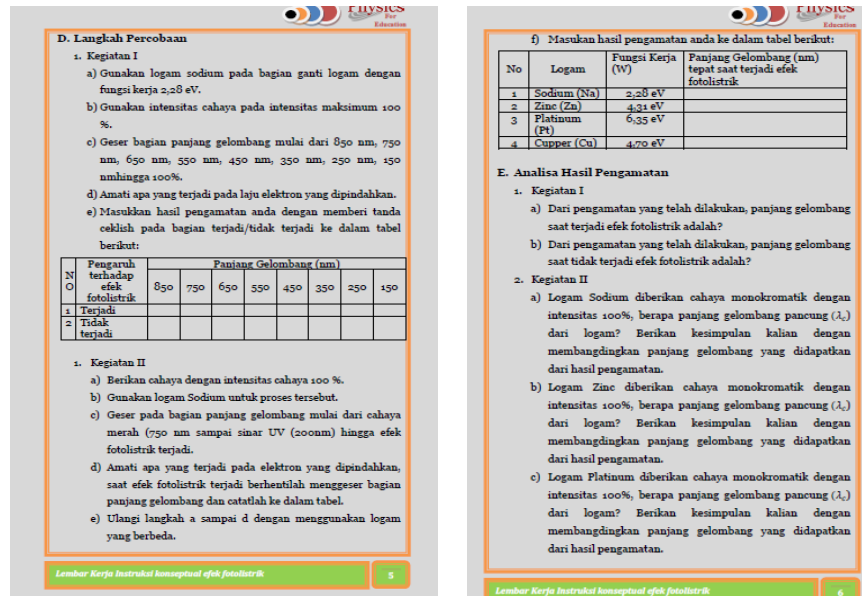 Physics
For
Education
D. Langkah Percobaan
1. Kegiatan I
a) Gunakan logam sodium pada bagian ganti logam dengan
fungsi kerja 2,28 eV.
b) Gunakan intensitas cahaya pada intensitas maksimum 100
%.
c) Geser bagian panjang gelombang mulai dari 850 nm, 750
nm, 650 nm, 550 nm, 450 nm, 350 nm, 250 nm, 150
nmhingga 100%.
d) Amati apa yang terjadi pada laju elektron yang dipindahkan.
e) Masukkan hasil pengamatan anda dengan memberi tanda
ceklish pada bagian terjadi/tidak terjadi ke dalam tabel
berikut:
NO Pengaruh terhadap efek fotolistrik Panjang Gelombang (nm)
850 750 650 550 450 350 250 150
1 Terjadi
2 Tidak terjadi
1. Kegiatan II
a) Berikan cahaya dengan intensitas cahaya 100 %.
b) Gunakan logam Sodium untuk proses tersebut.
c) Geser pada bagian panjang gelombang mulai dari cahaya
merah (750 nm sampai sinar UV (200nm) hingga efek
fotolistrik terjadi.
d) Amati apa yang terjadi pada elektron yang dipindahkan,
saat efek fotolistrik terjadi berhentilah menggeser bagian
panjang gelombang dan catatlah ke dalam tabel.
e) Ulangi langkah a sampai d dengan menggunakan logam
yang berbeda.
Lembar Kerja Instruksi konseptual efek fotolistrik 5
Physics
For
Education
f) Masukan hasil pengamatan anda ke dalam tabel berikut:
No Logam Fungsi Kerja (W) Panjang Gelombang (nm) tepat saat terjadi efek fotolistrik
1 Sodium (Na) 2,28 eV
2 Zinc (Zn) 4,31 eV
3 Platinum (Pt) 6,35 eV
4 Cupper (Cu) 4,70 eV
E. Analisa Hasil Pengamatan
1. Kegiatan I
a) Dari pengamatan yang telah dilakukan, panjang gelombang
saat terjadi efek fotolistrik adalah?
b) Dari pengamatan yang telah dilakukan, panjang gelombang
saat tidak terjadi efek fotolistrik adalah?
2. Kegiatan II
a) Logam Sodium diberikan cahaya monokromatik dengan
intensitas 100%, berapa panjang gelombang pancung (λc)
dari logam? Berikan kesimpulan kalian dengan
membangdingkan panjang gelombang yang didapatkan
dari hasil pengamatan.
b) Logam Zinc diberikan cahaya monokromatik dengan
intensitas 100%, berapa panjang gelombang pancung (λc)
dari logam? Berikan kesimpulan kalian dengan
membangdingkan panjang gelombang yang didapatkan
dari hasil pengamatan.
c) Logam Platinum diberikan cahaya monokromatik dengan
intensitas 100%, berapa panjang gelombang pancung (λc)
dari logam? Berikan kesimpulan kalian dengan
membangdingkan panjang gelombang yang didapatkan
dari hasil pengamatan.
Lembar Kerja Instruksi konseptual efek fotolistrik 6